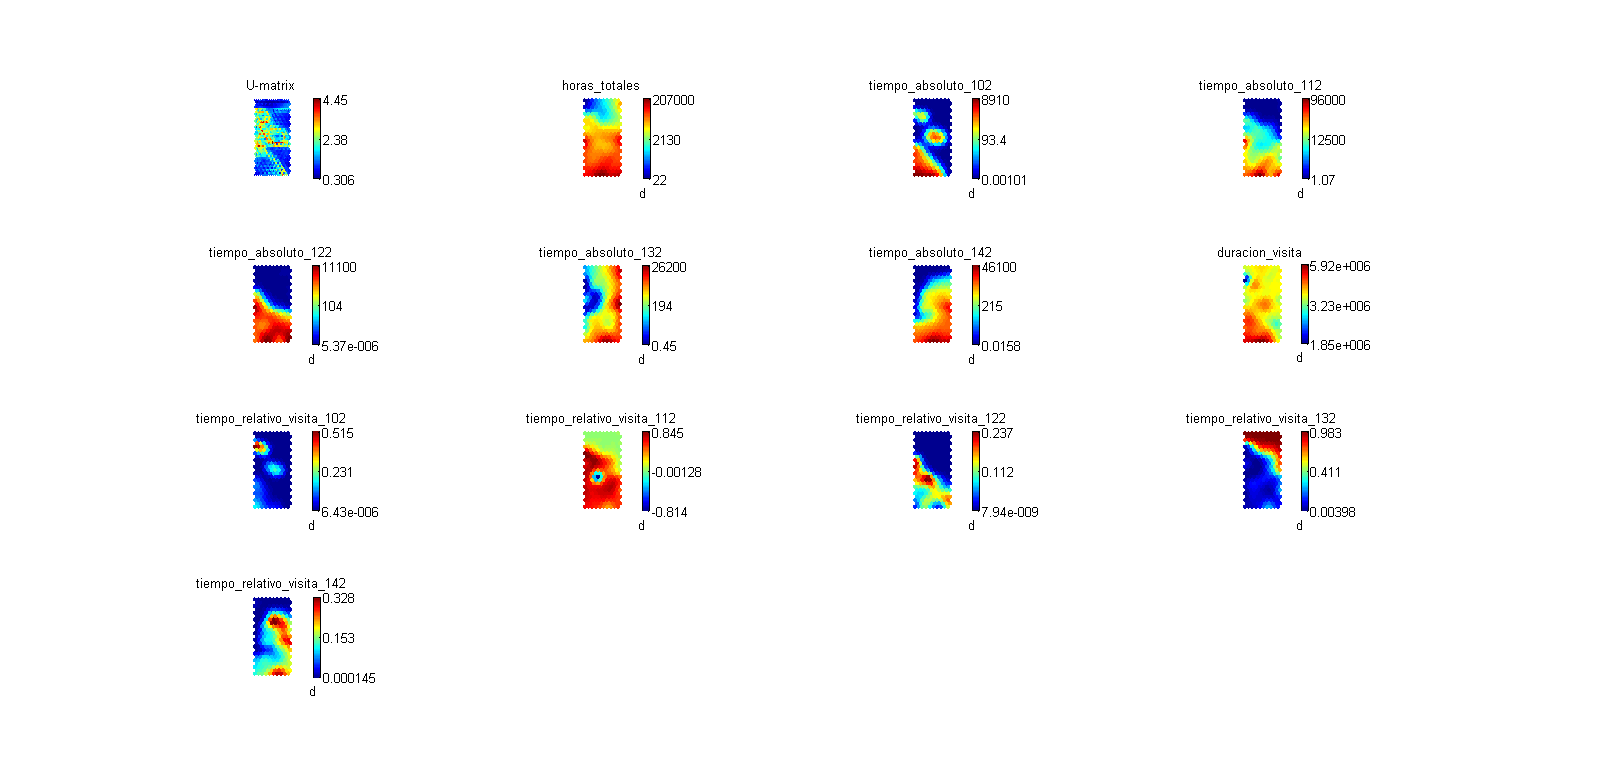 U-matrix
4.45
2.38
0.306
horas_totales
207000
2130
22
d
tiempo_absoluto_102
8910
93.4
0.00101
d
tiempo_absoluto_112
96000
12500
1.07
d
tiempo_absoluto_122
11100
104
5.37e-006
d
tiempo_absoluto_132
26200
194
0.45
d
tiempo_absoluto_142
46100
215
0.0158
d
duracion_visita
5.92e+006
3.23e+006
1.85e+006
d
tiempo_relativo_visita_102
0.515
0.231
6.43e-006
d
tiempo_relativo_visita_112
0.845
-0.00128
-0.814
d
tiempo_relativo_visita_122
0.237
0.112
7.94e-009
d
tiempo_relativo_visita_132
0.983
0.411
0.00398
d
tiempo_relativo_visita_142
0.328
0.153
0.000145
d